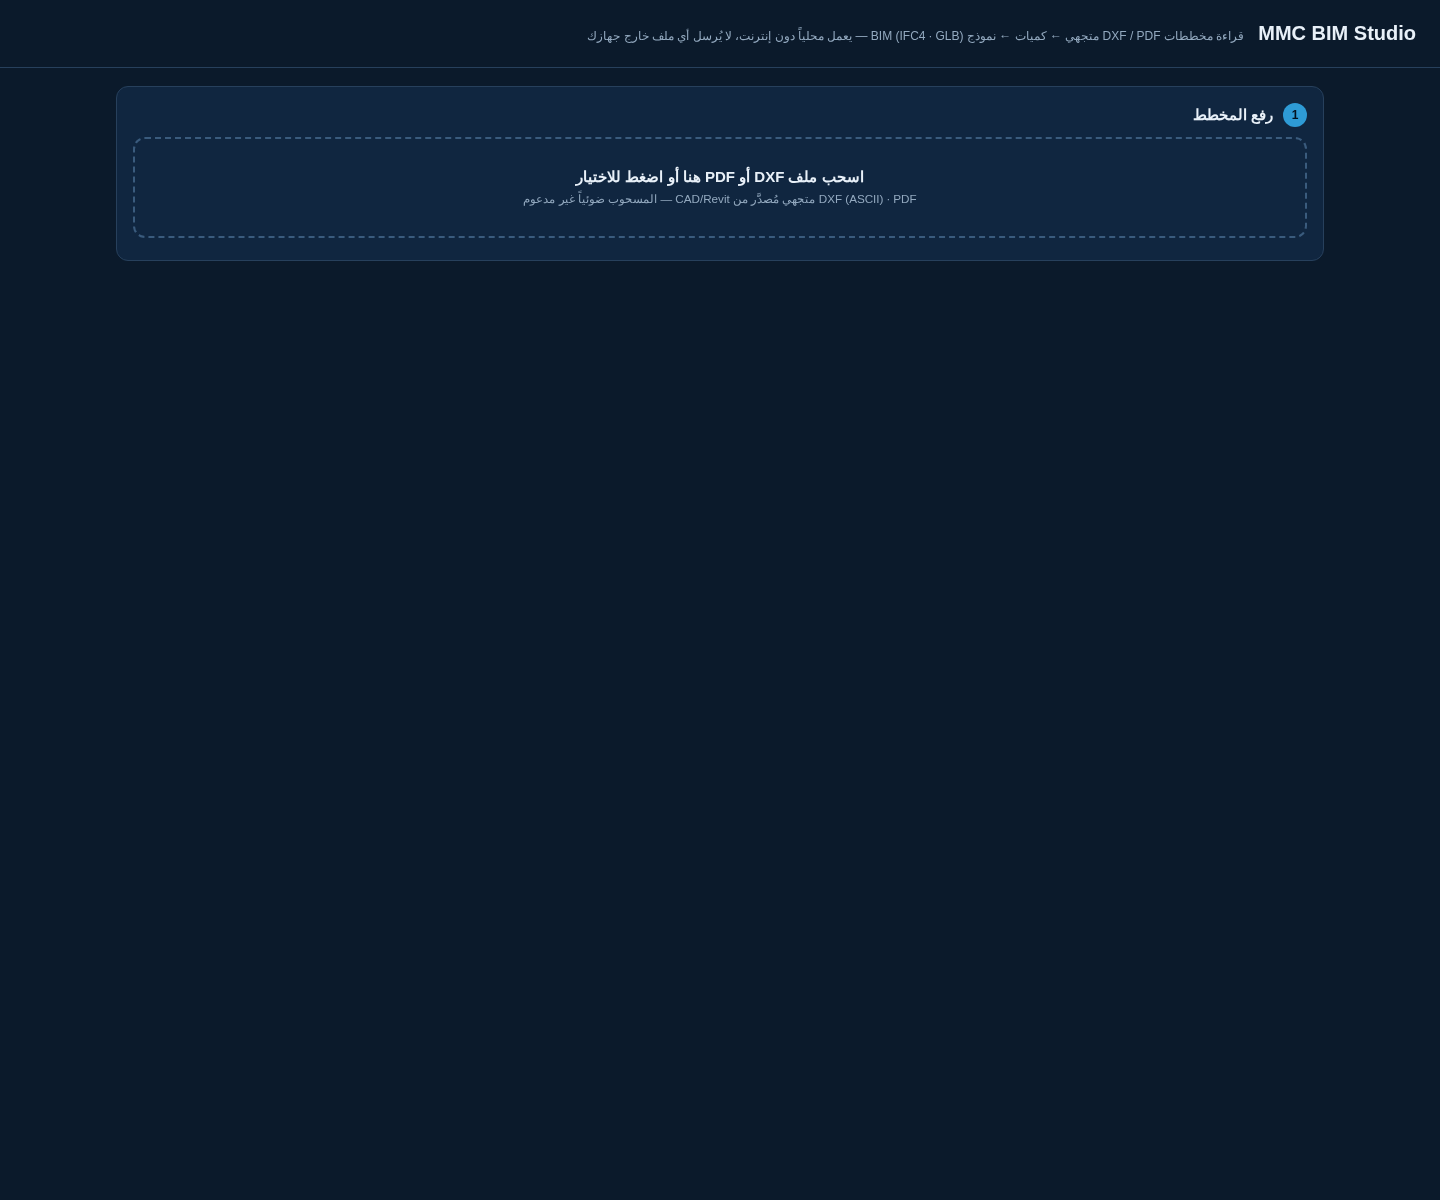 MMC BIM Studio
قراءة مخططات DXF / PDF متجهي ← كميات ← نموذج BIM (IFC4 · GLB) — يعمل محلياً دون إنترنت، لا يُرسل أي ملف خارج جهازك
1 رفع المخطط
اسحب ملف DXF أو PDF هنا أو اضغط للاختيار
DXF (ASCII) · PDF متجهي مُصدَّر من CAD/Revit — المسحوب ضوئياً غير مدعوم